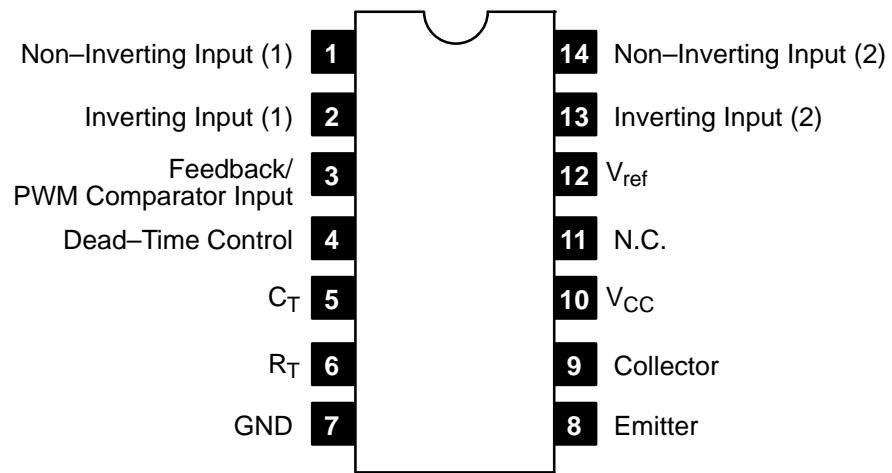 Non–Inverting Input (1) 1
14 Non–Inverting Input (2)
Inverting Input (1) 2
13 Inverting Input (2)
Feedback/
PWM Comparator Input 3
12 Vref
Dead–Time Control 4
11 N.C.
CT 5
10 VCC
RT 6
9 Collector
GND 7
8 Emitter